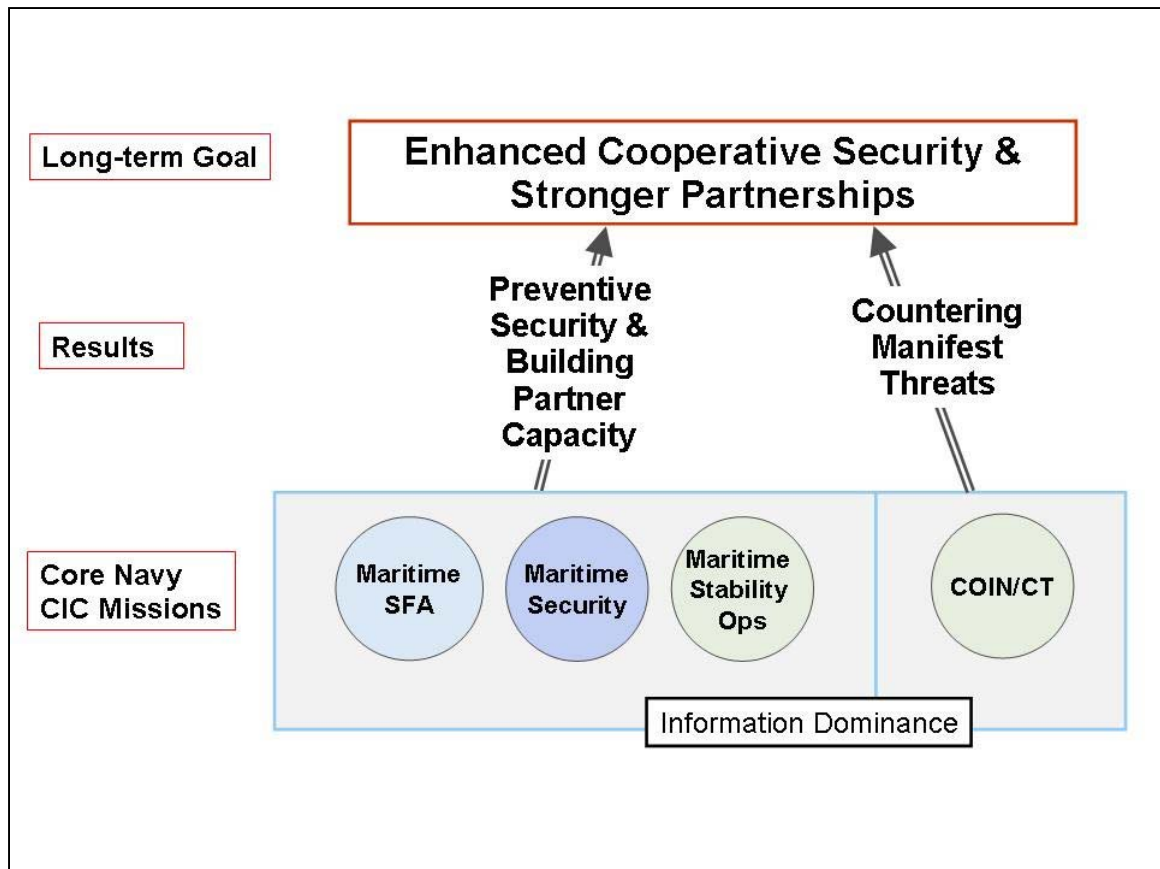 Long-term Goal
Enhanced Cooperative Security &
Stronger Partnerships
Results
Preventive
Security &
Building
Partner
Capacity
Countering
Manifest
Threats
Core Navy
CIC Missions
Maritime
SFA
Maritime
Security
Maritime
Stability
Ops
COIN/CT
Information Dominance